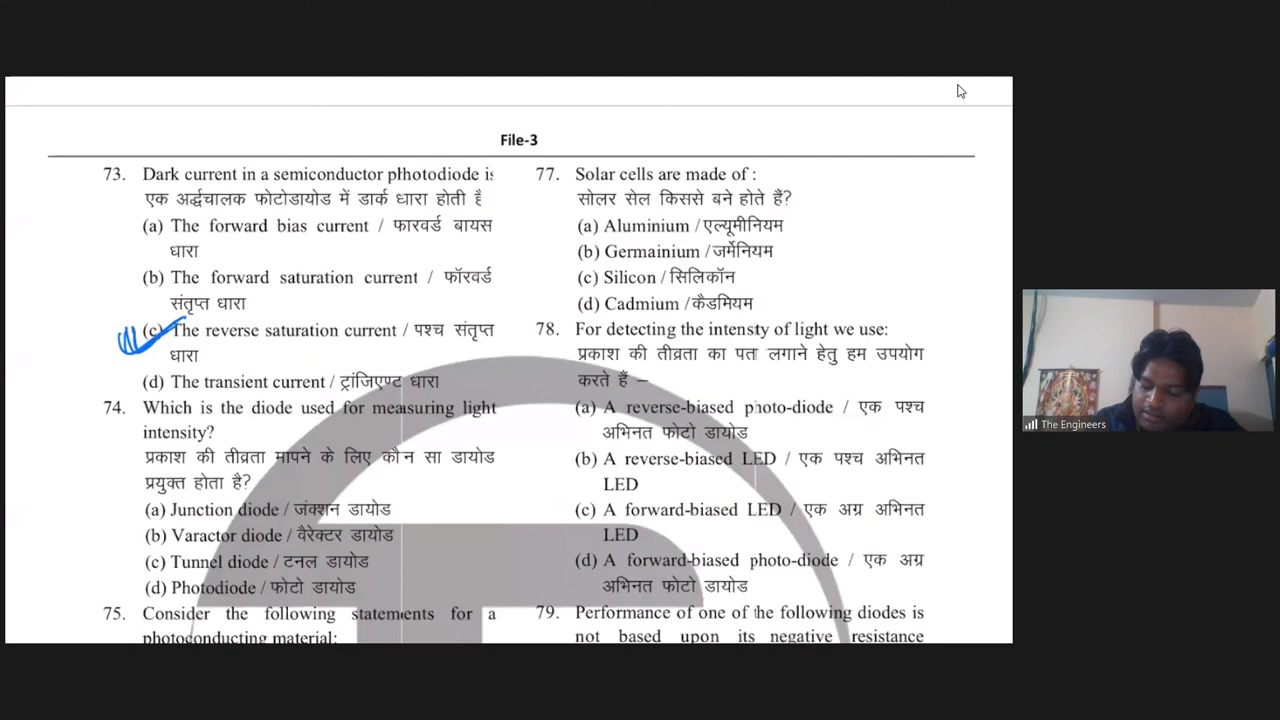 File-3
73. Dark current in a semiconductor photodiode is
एक अर्द्धचालक फोटोडायोड में डार्क धारा होती है
(a) The forward bias current / फारवर्ड बायस
धारा
(b) The forward saturation current / फॉरवर्ड
संतृप्त धारा
(c) The reverse saturation current / पश्च संतृप्त
धारा
(d) The transient current / ट्रांजिएण्ट धारा
74. Which is the diode used for measuring light
intensity?
प्रकाश की तीव्रता मापने के लिए कौन सा डायोड
प्रयुक्त होता है?
(a) Junction diode / जंक्शन डायोड
(b) Varactor diode / वैरेक्टर डायोड
(c) Tunnel diode / टनल डायोड
(d) Photodiode / फोटो डायोड
75. Consider the following statements for a
photoconducting material:
77. Solar cells are made of :
सोलर सेल किससे बने होते हैं?
(a) Aluminium / एल्यूमीनियम
(b) Germainium / जर्मेनियम
(c) Silicon / सिलिकॉन
(d) Cadmium / कैडमियम
78. For detecting the intensty of light we use:
प्रकाश की तीव्रता का पता लगाने हेतु हम उपयोग
करते हैं –
(a) A reverse-biased photo-diode / एक पश्च
अभिनत फोटो डायोड
(b) A reverse-biased LED / एक पश्च अभिनत
LED
(c) A forward-biased LED / एक अग्र अभिनत
LED
(d) A forward-biased photo-diode / एक अग्र
अभिनत फोटो डायोड
79. Performance of one of the following diodes is
not based upon its negative resistance
The Engineers